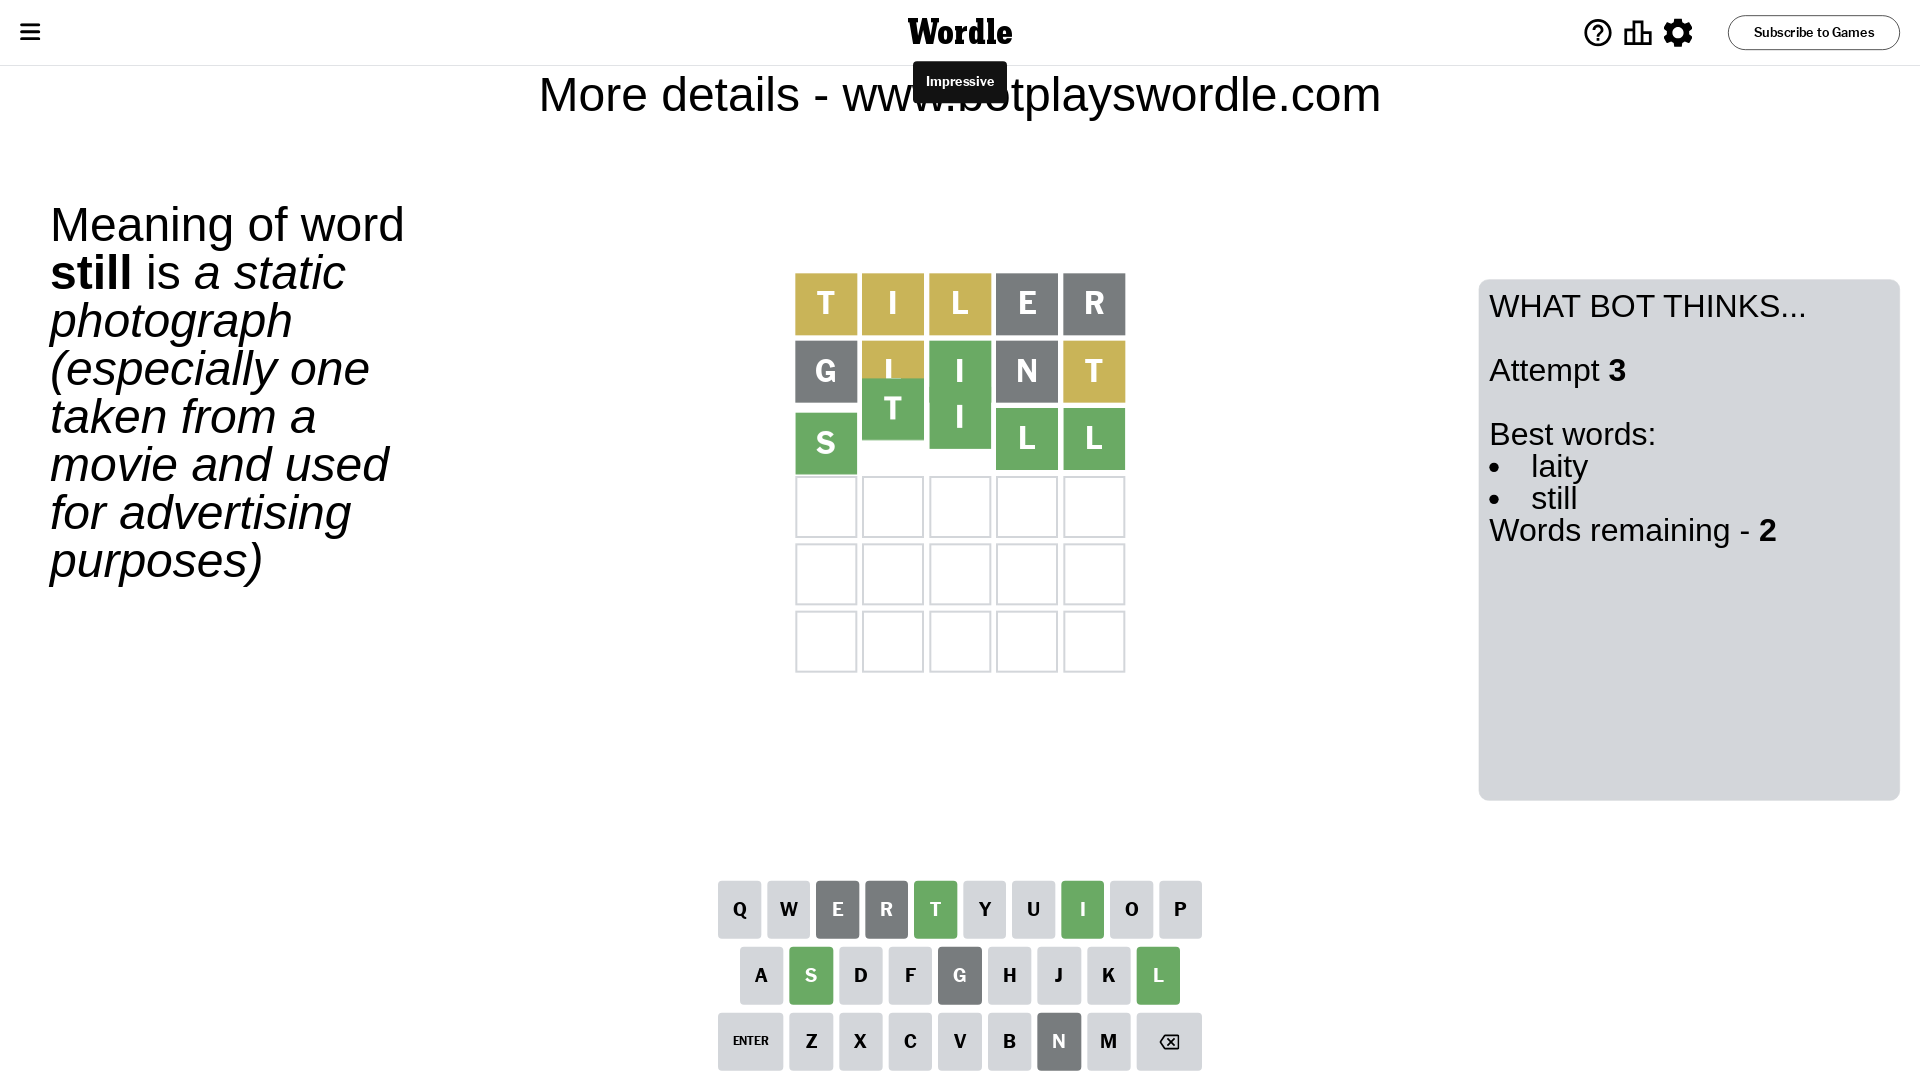 Wordle
Subscribe to Games
Impressive
More details - www.botplayswordle.com
Meaning of word
still is a static
photograph
(especially one
taken from a
movie and used
for advertising
purposes)
T I L E R
G L I N T
S T I L L
WHAT BOT THINKS...
Attempt 3
Best words:
• laity
• still
Words remaining - 2
Q W E R T Y U I O P
A S D F G H J K L
ENTER Z X C V B N M